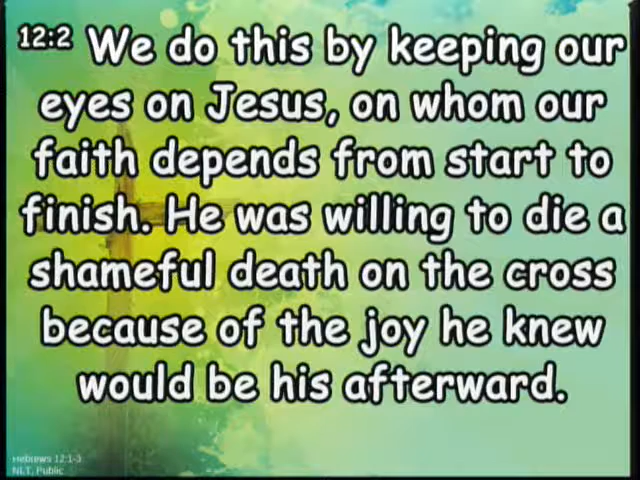 12:2 We do this by keeping our
eyes on Jesus, on whom our
faith depends from start to
finish. He was willing to die a
shameful death on the cross
because of the joy he knew
would be his afterward.
Hebrews 12:1-3
NLT, Public